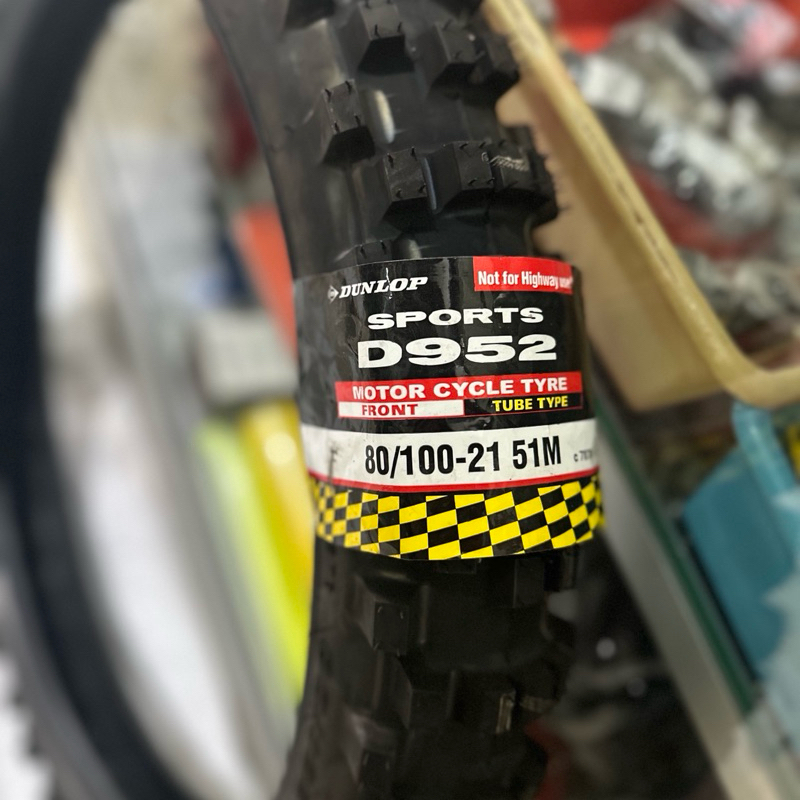 DUNLOP
Not for Highway use
SPORTS
D952
MOTOR CYCLE TYRE
FRONT
TUBE TYPE
80/100-21 51M